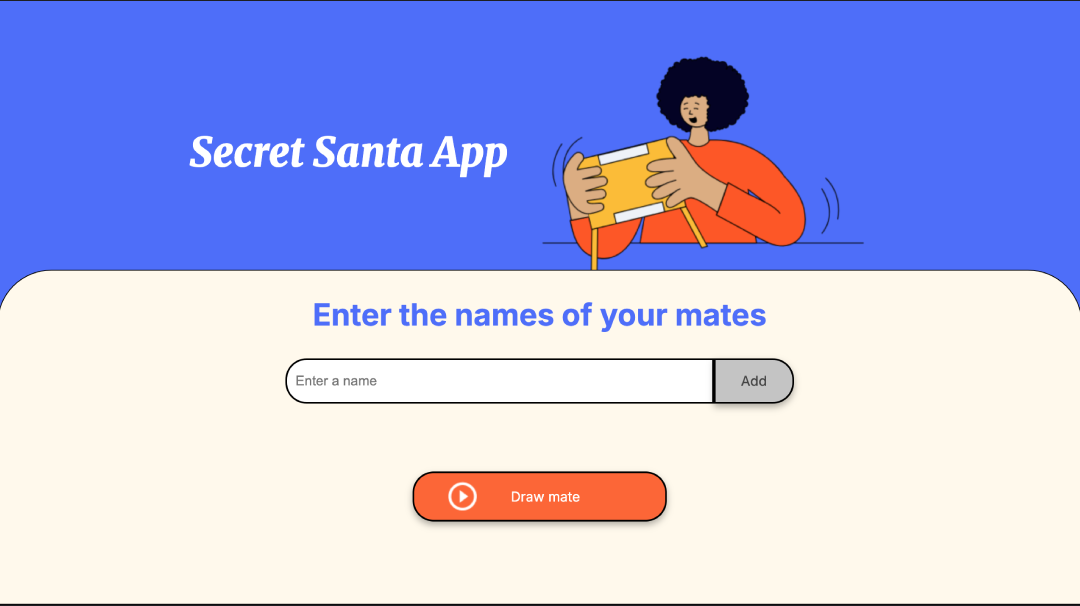 Secret Santa App
Enter the names of your mates
Enter a name
Add
Draw mate